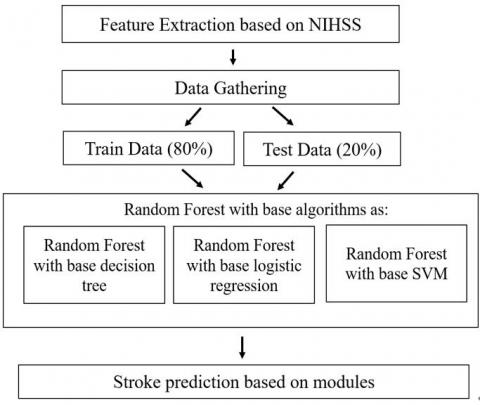 Feature Extraction based on NIHSS
Data Gathering
Train Data (80%)
Test Data (20%)
Random Forest with base algorithms as:
Random Forest
with base decision
tree
Random Forest
with base logistic
regression
Random Forest
with base SVM
Stroke prediction based on modules